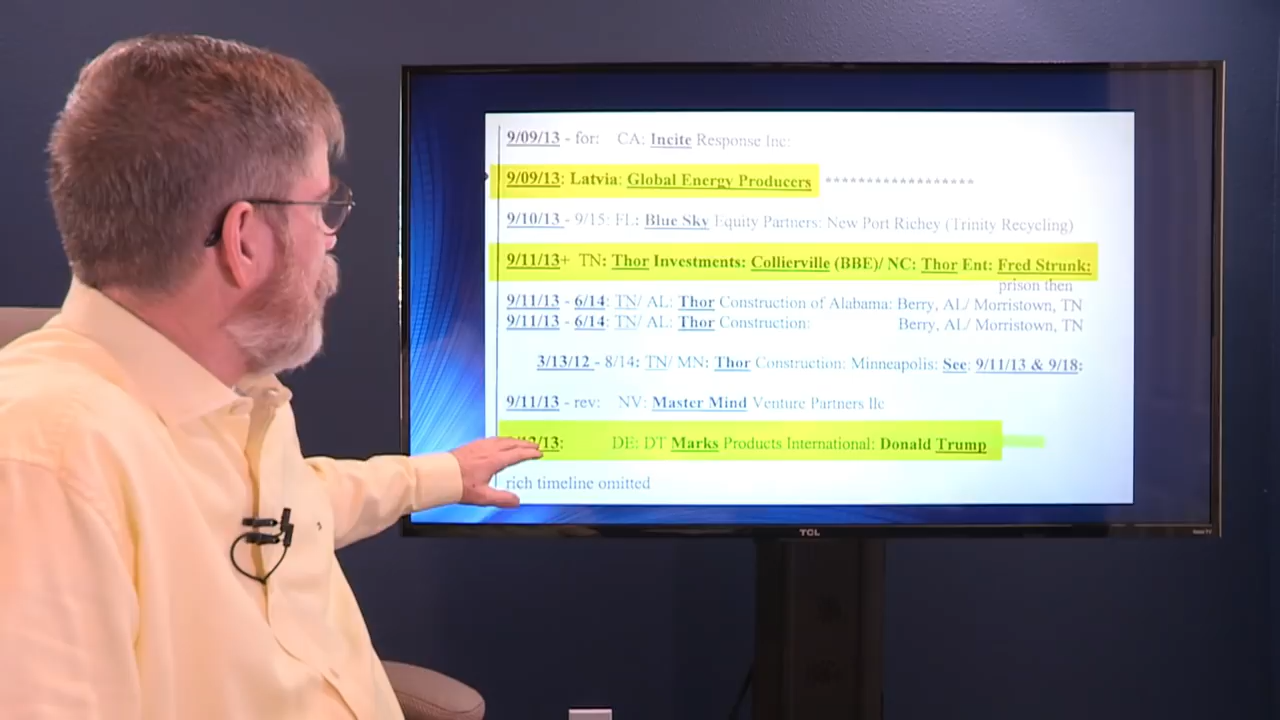 9/09/13 - for: CA: Incite Response Inc:
9/09/13: Latvia: Global Energy Producers ******************
9/10/13 - 9/15: FL: Blue Sky Equity Partners: New Port Richey (Trinity Recycling)
9/11/13+ TN: Thor Investments: Collierville (BBE)/ NC: Thor Ent: Fred Strunk:
prison then
9/11/13 - 6/14: TN/ AL: Thor Construction of Alabama: Berry, AL/ Morristown, TN
9/11/13 - 6/14: TN/ AL: Thor Construction: Berry, AL/ Morristown, TN
3/13/12 - 8/14: TN/ MN: Thor Construction: Minneapolis: See: 9/11/13 & 9/18:
9/11/13 - rev: NV: Master Mind Venture Partners llc
/13: DE: DT Marks Products International: Donald Trump
rich timeline omitted
TCL